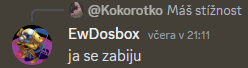 @Kokorotko Máš stížnost
EwDosbox včera v 21:11
ja se zabiju